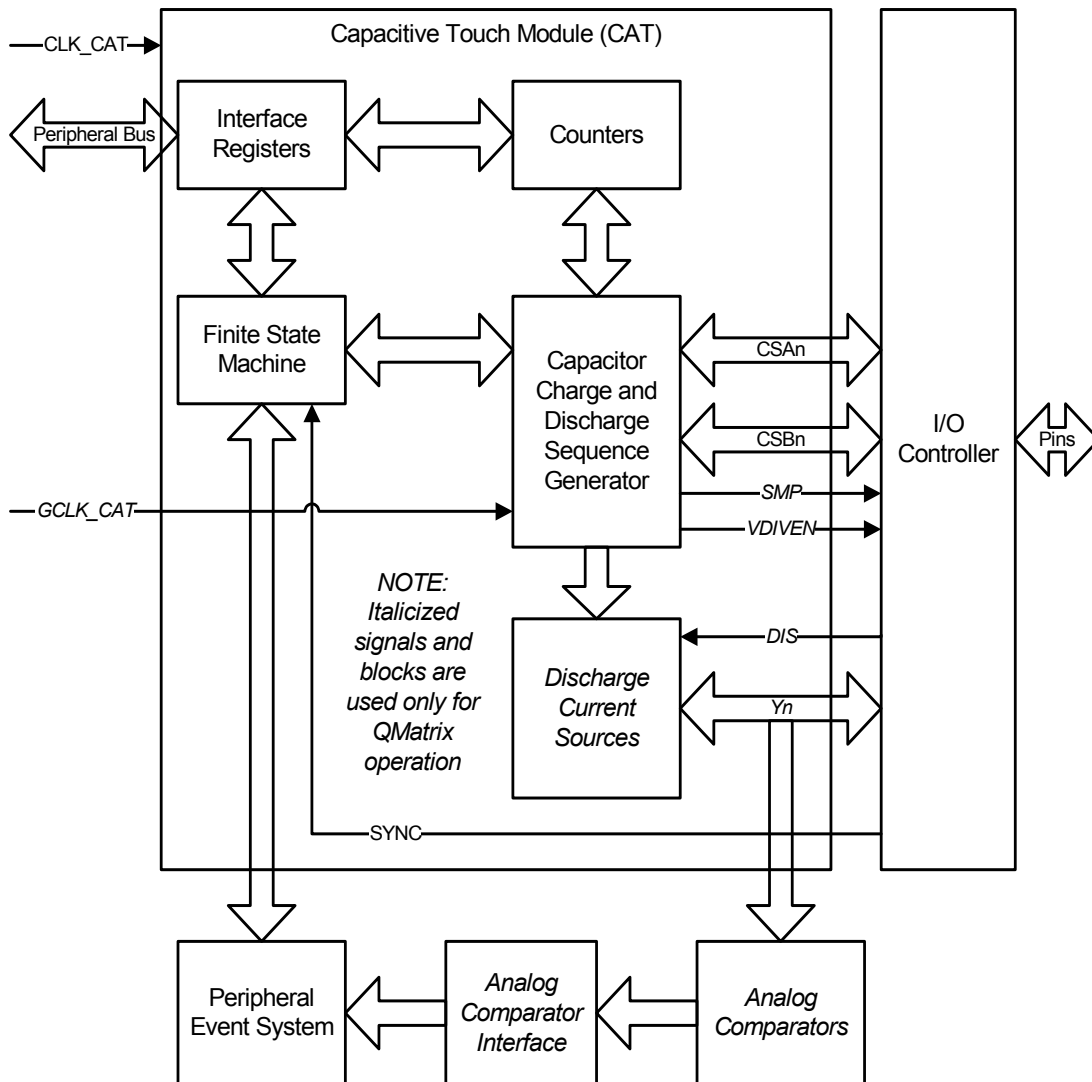 Capacitive Touch Module (CAT)
CLK_CAT
Peripheral Bus
Interface
Registers
Counters
Finite State
Machine
Capacitor
Charge and
Discharge
Sequence
Generator
CSAn
CSBn
SMP
VDIVEN
I/O
Controller
Pins
GCLK_CAT
NOTE:
Italicized
signals and
blocks are
used only for
QMatrix
operation
Discharge
Current
Sources
DIS
Yn
SYNC
Peripheral
Event System
Analog
Comparator
Interface
Analog
Comparators